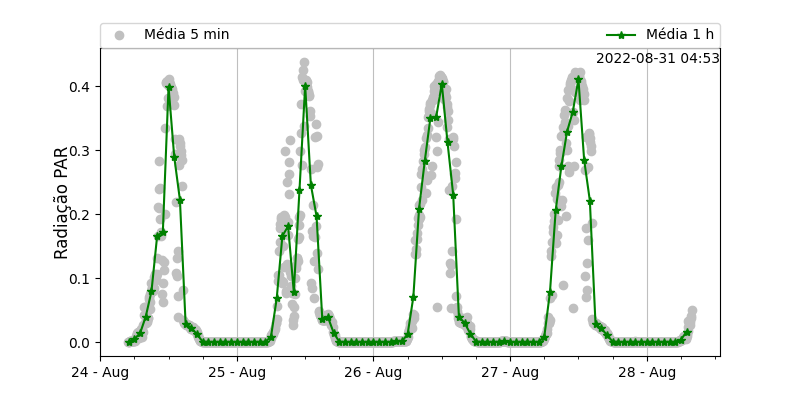 Média 5 min
Média 1 h
2022-08-31 04:53
Radiação PAR
0.4
0.3
0.2
0.1
0.0
24 - Aug
25 - Aug
26 - Aug
27 - Aug
28 - Aug